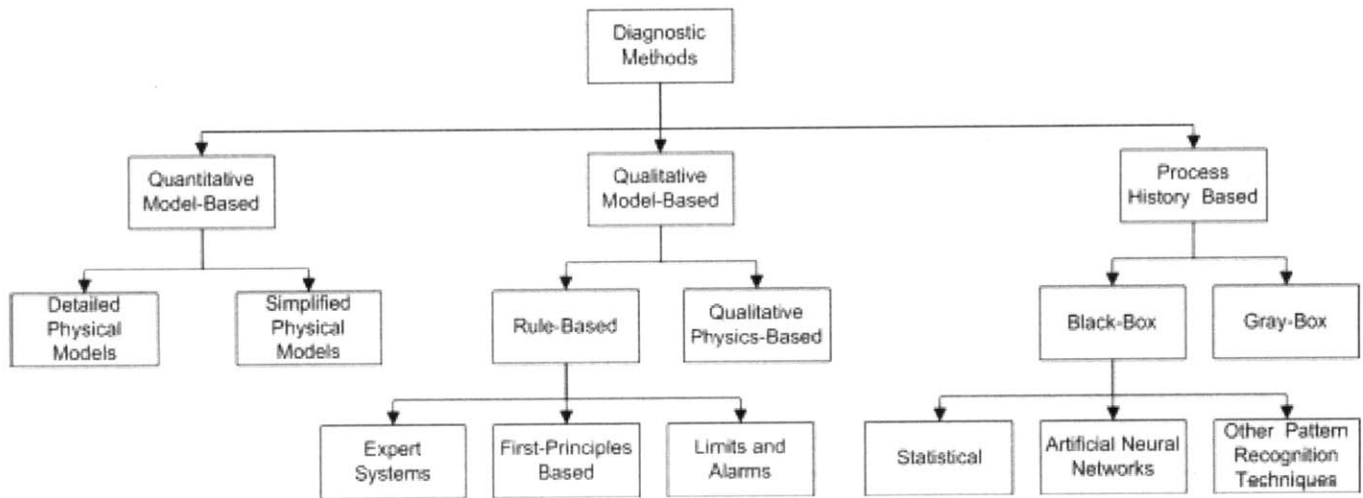 Diagnostic
Methods
Quantitative
Model-Based
Qualitative
Model-Based
Process
History Based
Detailed
Physical
Models
Simplified
Physical
Models
Rule-Based
Qualitative
Physics-Based
Black-Box
Gray-Box
Expert
Systems
First-Principles
Based
Limits and
Alarms
Statistical
Artificial Neural
Networks
Other Pattern
Recognition
Techniques